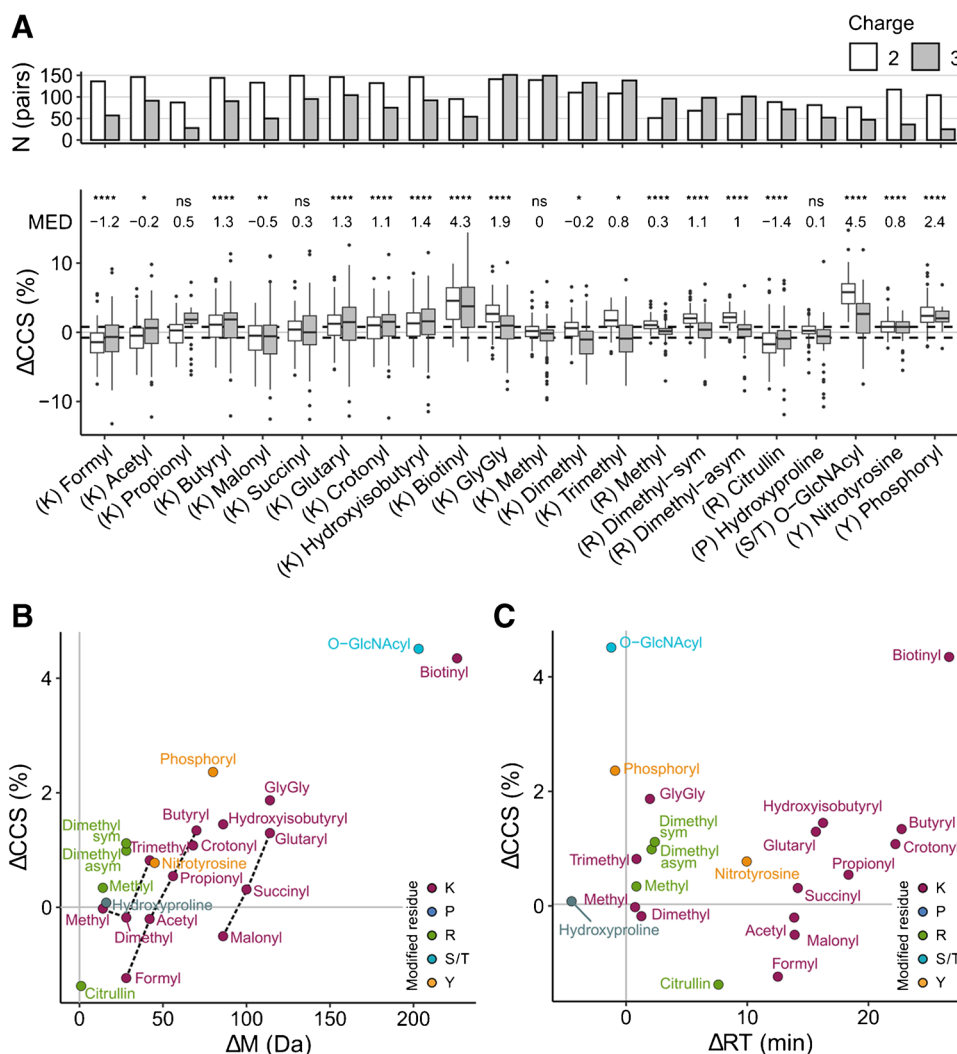 A
Charge
2 3
N (pairs)
150
100
50
0
**** * ns **** ** ns **** **** **** **** **** ns * * **** **** **** **** ns **** **** ****
MED −1.2 −0.2 0.5 1.3 −0.5 0.3 1.3 1.1 1.4 4.3 1.9 0 −0.2 0.8 0.3 1.1 1 −1.4 0.1 4.5 0.8 2.4
ΔCCS (%)
10
0
−10
(K) Formyl
(K) Acetyl
(K) Propionyl
(K) Butyryl
(K) Malonyl
(K) Succinyl
(K) Glutaryl
(K) Crotonyl
(K) Hydroxyisobutyryl
(K) Biotinyl
(K) GlyGly
(K) Methyl
(K) Dimethyl
(K) Trimethyl
(R) Methyl
(R) Dimethyl−sym
(R) Dimethyl−asym
(R) Citrullin
(P) Hydroxyproline
(S/T) O−GlcNAcyl
(Y) Nitrotyrosine
(Y) Phosphoryl
B
ΔCCS (%)
4
2
0
O−GlcNAcyl
Biotinyl
Phosphoryl
GlyGly
Butyryl
Hydroxyisobutyryl
Dimethyl
sym
Dimethyl
asym
Trimethyl
Crotonyl
Glutaryl
Nitrotyrosine
Propionyl
Methyl
Succinyl
Hydroxyproline
Methyl
Acetyl
Dimethyl
Malonyl
Formyl
Citrullin
Modified residue
K
P
R
S/T
Y
0 50 100 150 200
ΔM (Da)
C
ΔCCS (%)
4
2
0
O−GlcNAcyl
Biotinyl
Phosphoryl
GlyGly
Hydroxyisobutyryl
Dimethyl
sym
Glutaryl
Butyryl
Dimethyl
asym
Crotonyl
Trimethyl
Propionyl
Nitrotyrosine
Methyl
Succinyl
Methyl
Dimethyl
Hydroxyproline
Acetyl
Malonyl
Formyl
Citrullin
Modified residue
K
P
R
S/T
Y
0 10 20
ΔRT (min)